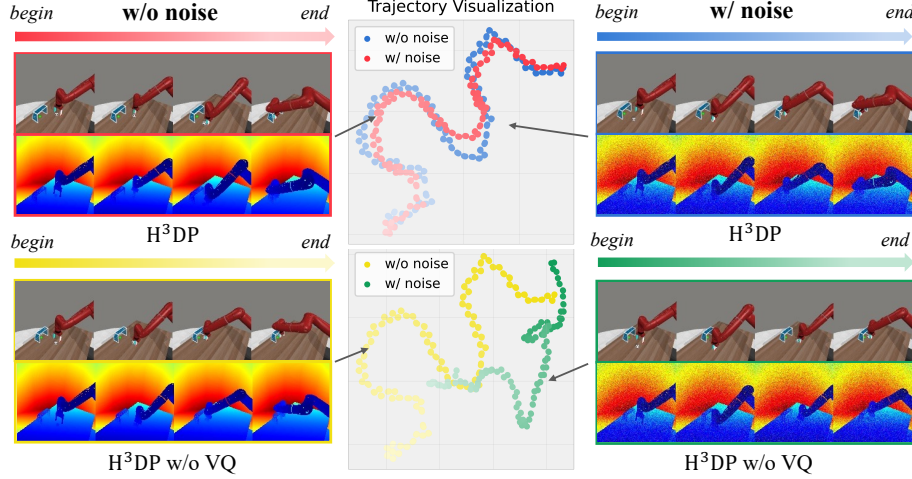 w/o noise
begin
end
Trajectory Visualization
w/o noise
w/ noise
w/ noise
begin
end
H³DP
H³DP
begin
end
w/o noise
w/ noise
begin
end
H³DP w/o VQ
H³DP w/o VQ